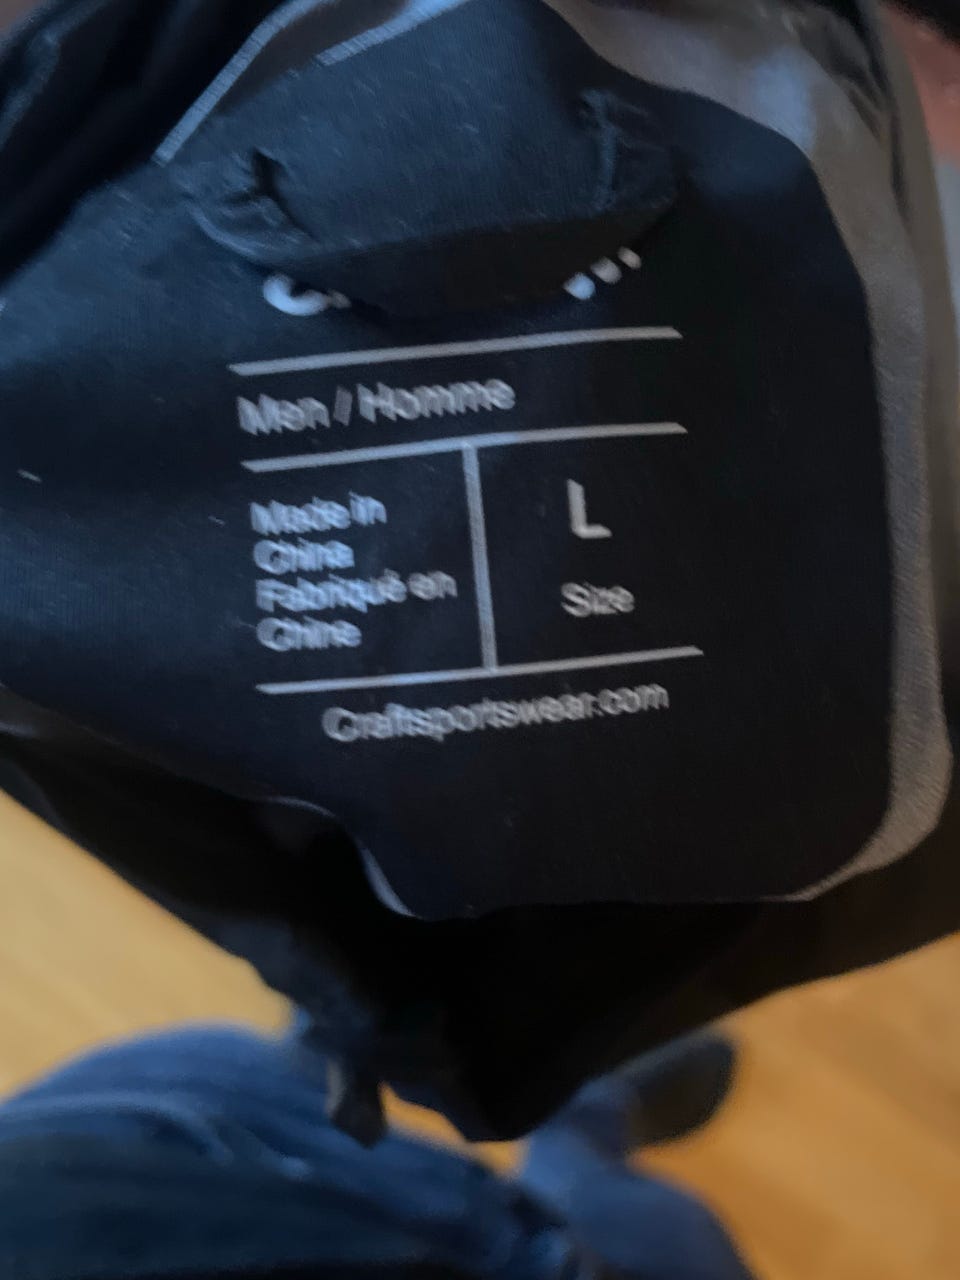 Men / Homme
Made in
China
Fabriqué en
Chine
L
Size
Craftsportswear.com